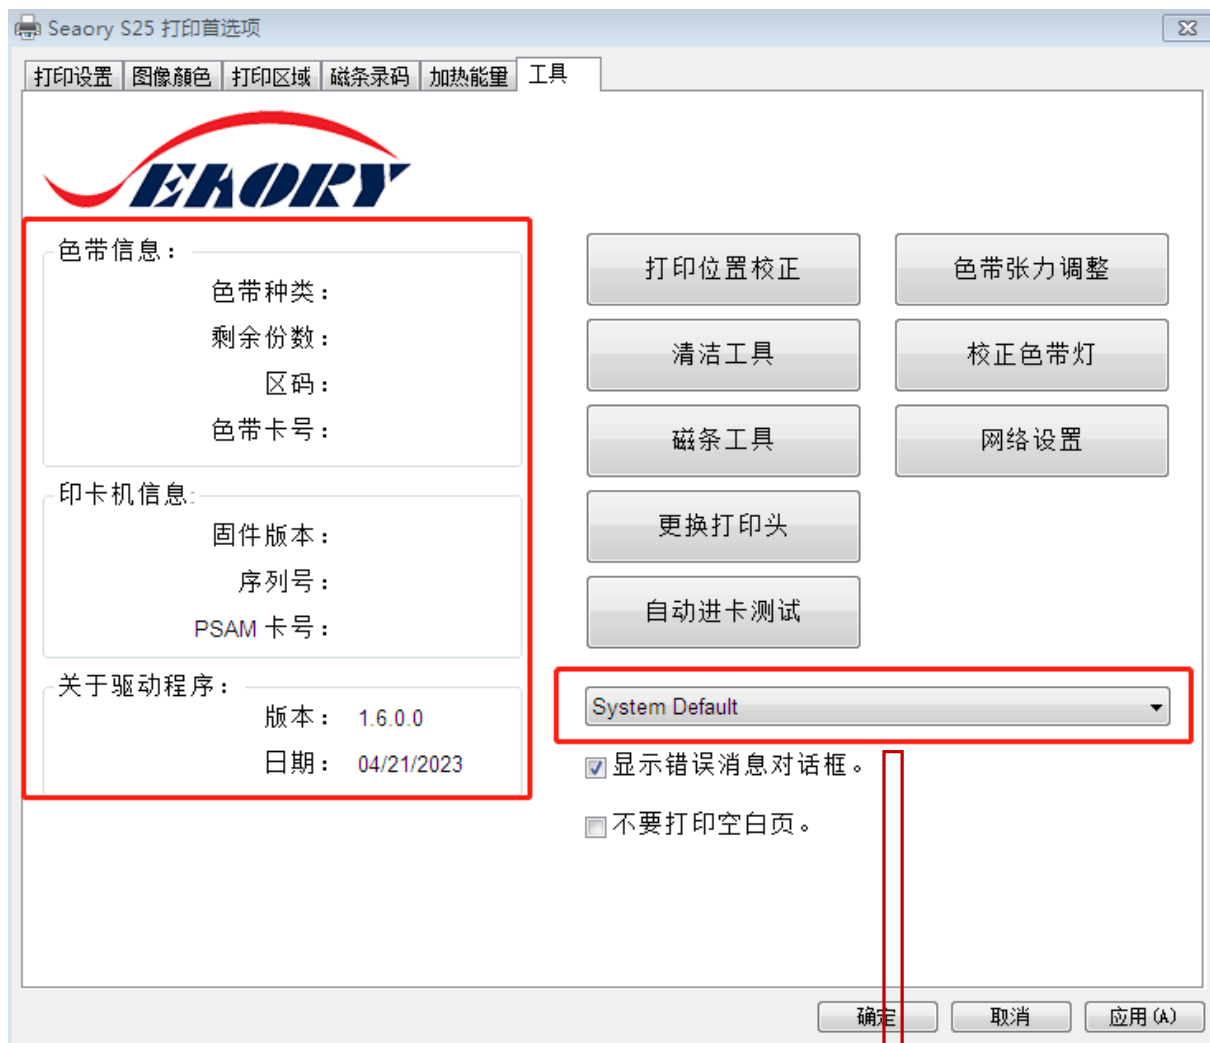 Seaory S25 打印首选项
打印设置 图像颜色 打印区域 磁条录码 加热能量 工具
SEAORY
色带信息：
色带种类：
剩余份数：
区码：
色带卡号：
印卡机信息:
固件版本：
序列号：
PSAM 卡号：
关于驱动程序：
版本： 1.6.0.0
日期： 04/21/2023
打印位置校正 色带张力调整
清洁工具 校正色带灯
磁条工具 网络设置
更换打印头
自动进卡测试
System Default
显示错误消息对话框。
不要打印空白页。
确定 取消 应用(A)